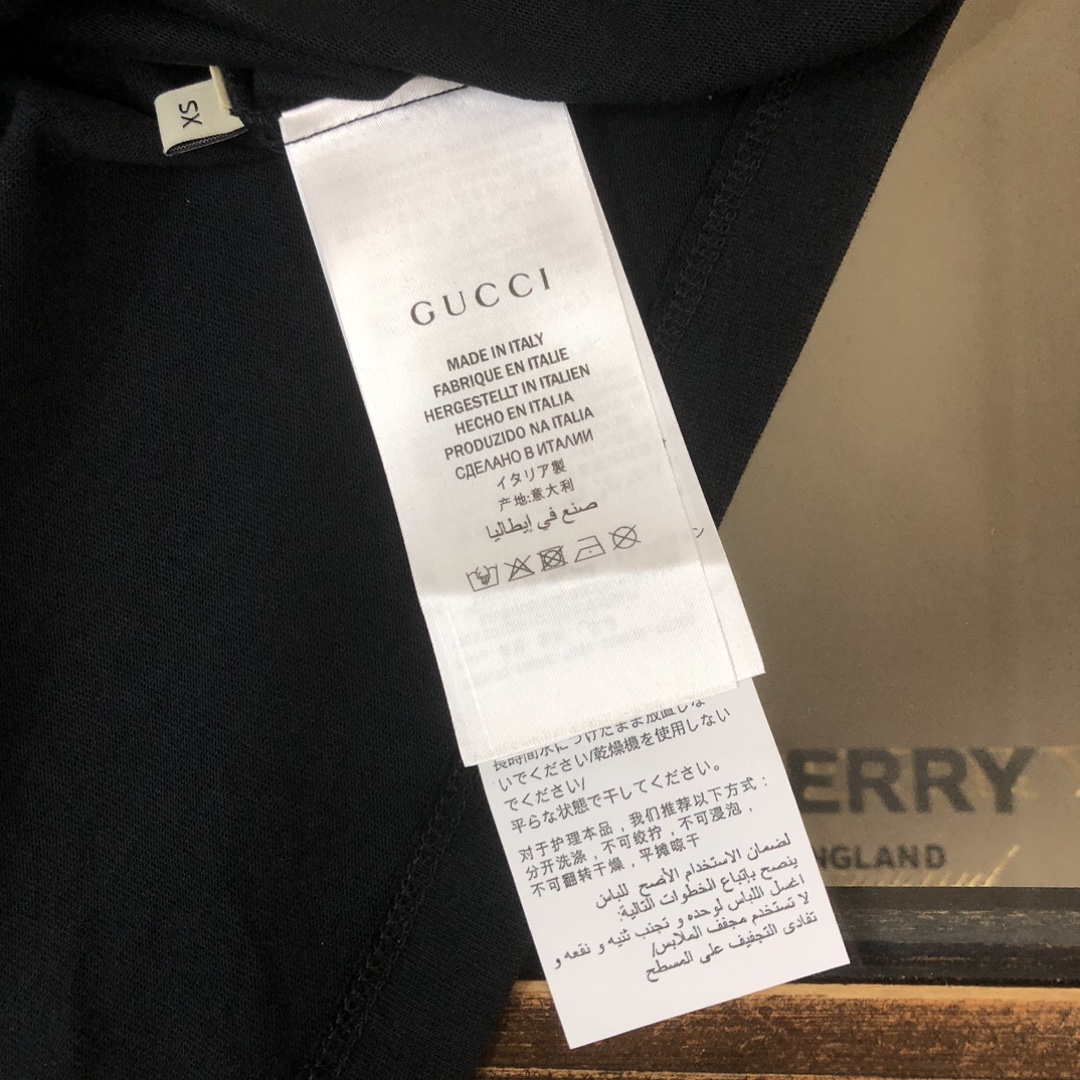 XS
GUCCI
MADE IN ITALY
FABRIQUE EN ITALIE
HERGESTELLT IN ITALIEN
HECHO EN ITALIA
PRODUZIDO NA ITALIA
СДЕЛАНО В ИТАЛИИ
イタリア製
产地:意大利
صنع في إيطاليا
ン
長時間水につけたまま放置しな
いでください/乾燥機を使用しない
でください/
平らな状態で干してください。
对于护理本品，我们推荐以下方式：
分开洗涤，不可绞拧，不可浸泡，
不可翻转干燥，平摊晾干
لضمان الاستخدام الأصح للباس
ينصح بإتباع الخطوات التالية:
اغسل اللباس لوحده و تجنب ثنيه و نقعه و
لا تستخدم مجفف الملابس/
تفادى التجفيف على المسطح
ERRY
NGLAND